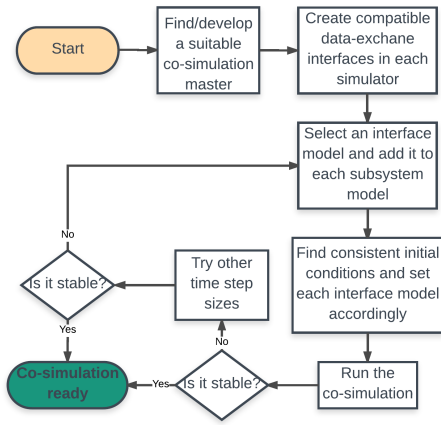 Start
Find/develop
a suitable
co-simulation
master
Create compatible
data-exchane
interfaces in each
simulator
Select an interface
model and add it to
each subsystem
model
Find consistent initial
conditions and set
each interface model
accordingly
Run the
co-simulation
Is it stable?
No
Yes
Try other
time step
sizes
Is it stable?
No
Yes
Co-simulation
ready